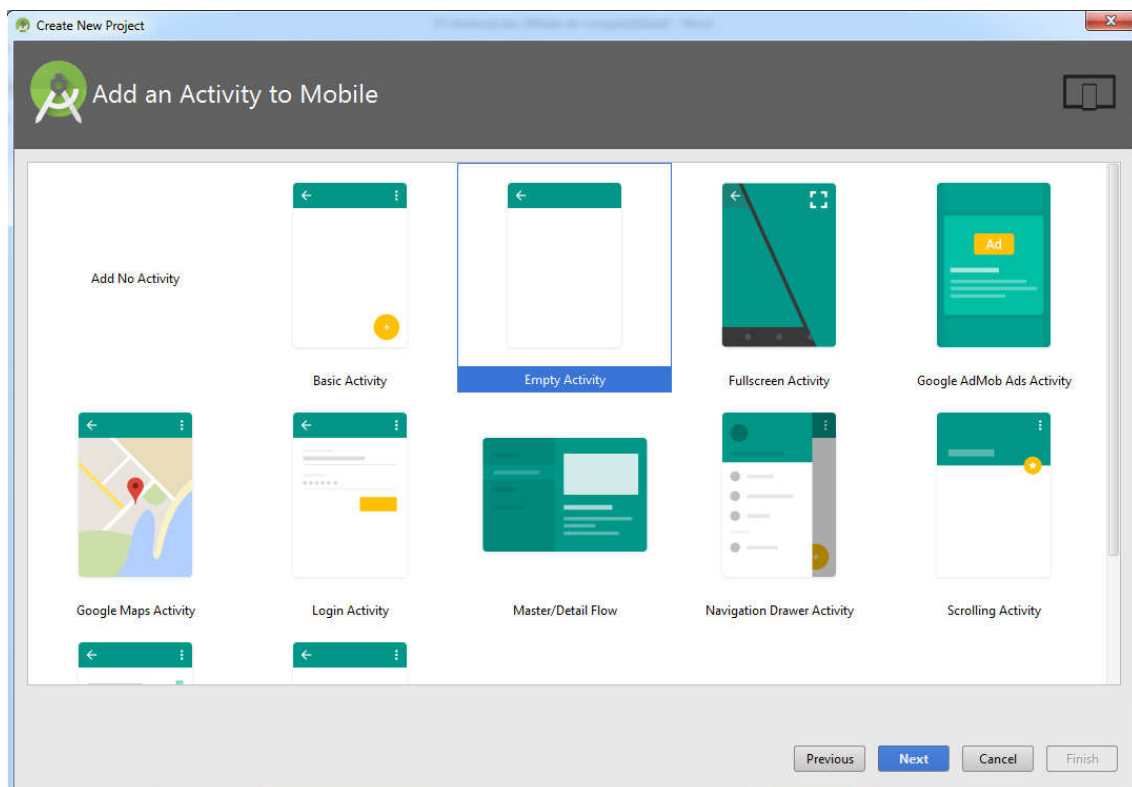 Create New Project
Add an Activity to Mobile
Ad
Add No Activity
Basic Activity
Empty Activity
Fullscreen Activity
Google AdMob Ads Activity
Google Maps Activity
Login Activity
Master/Detail Flow
Navigation Drawer Activity
Scrolling Activity
Previous
Next
Cancel
Finish